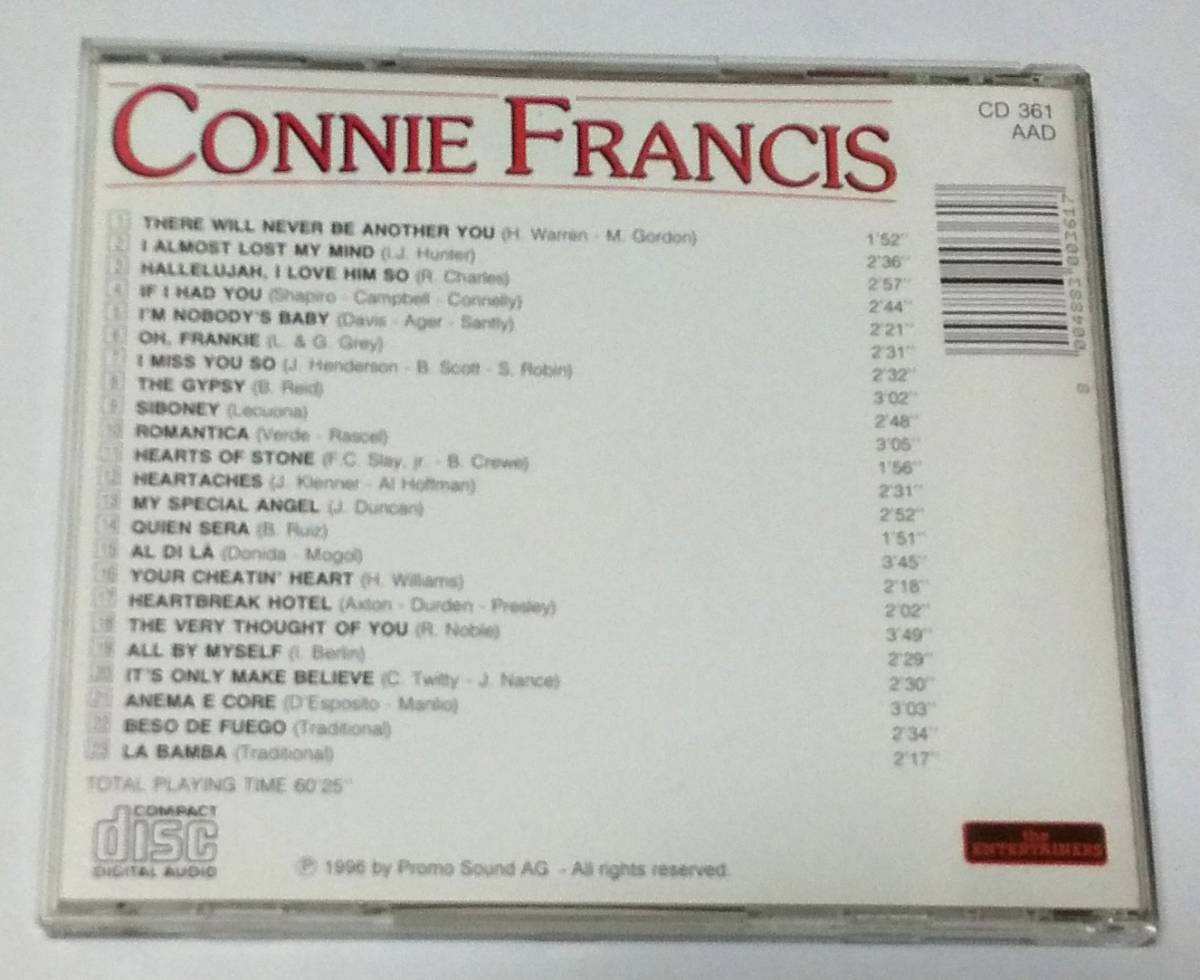 CONNIE FRANCIS
CD 361
AAD
1 THERE WILL NEVER BE ANOTHER YOU (H. Warren - M. Gordon) 1'52"
2 I ALMOST LOST MY MIND (I.J. Hunter) 2'36"
3 HALLELUJAH, I LOVE HIM SO (R. Charles) 2'57"
4 IF I HAD YOU (Shapiro - Campbell - Connelly) 2'44"
5 I'M NOBODY'S BABY (Davis - Ager - Santly) 2'21"
6 OH, FRANKIE (L. & G. Grey) 2'31"
7 I MISS YOU SO (J. Henderson - B. Scott - S. Robin) 2'32"
8 THE GYPSY (B. Reid) 3'02"
9 SIBONEY (Lecuona) 2'48"
10 ROMANTICA (Verde - Rascel) 3'05"
11 HEARTS OF STONE (F.C. Slay, jr. - B. Crewe) 1'56"
12 HEARTACHES (J. Klenner - Al Hoffman) 2'31"
13 MY SPECIAL ANGEL (J. Duncan) 2'52"
14 QUIEN SERA (B. Ruiz) 1'51"
15 AL DI LÀ (Donida - Mogol) 3'45"
16 YOUR CHEATIN' HEART (H. Williams) 2'18"
17 HEARTBREAK HOTEL (Axton - Durden - Presley) 2'02"
18 THE VERY THOUGHT OF YOU (R. Noble) 3'49"
19 ALL BY MYSELF (I. Berlin) 2'29"
20 IT'S ONLY MAKE BELIEVE (C. Twitty - J. Nance) 2'30"
21 ANEMA E CORE (D'Esposito - Manlio) 3'03"
22 BESO DE FUEGO (Traditional) 2'34"
23 LA BAMBA (Traditional) 2'17"
TOTAL PLAYING TIME 60'25"
COMPACT
disc
DIGITAL AUDIO
℗ 1996 by Promo Sound AG - All rights reserved.
the
ENTERTAINERS
004883 003617
8